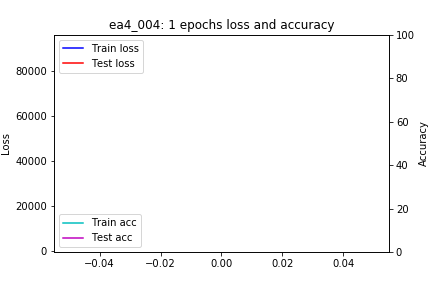 ea4_004: 1 epochs loss and accuracy
Train loss
Test loss
Train acc
Test acc
Loss
80000
60000
40000
20000
0
Accuracy
100
80
60
40
20
0
−0.04
−0.02
0.00
0.02
0.04